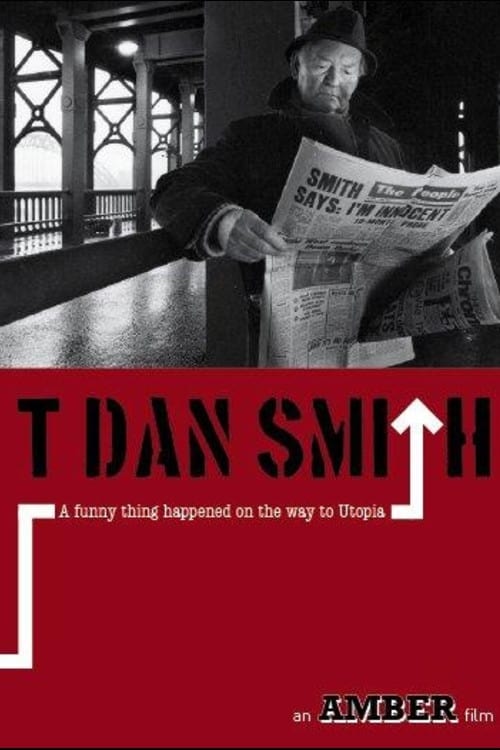 SMITH
The People
SAYS: I'M INNOCENT
T DAN SMITH
A funny thing happened on the way to Utopia
an AMBER film